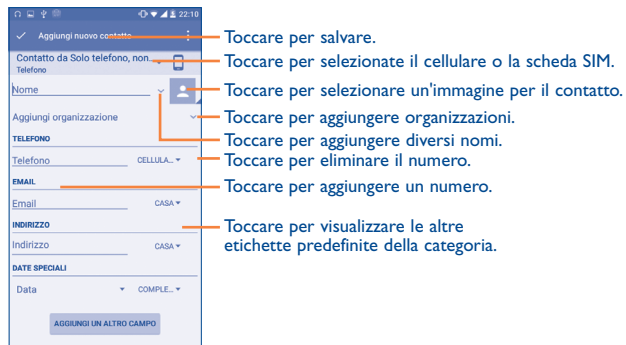 22:10
Aggiungi nuovo contatto
Toccare per salvare.
Contatto da Solo telefono, non...
Telefono
Toccare per selezionate il cellulare o la scheda SIM.
Nome
Toccare per selezionare un'immagine per il contatto.
Aggiungi organizzazione
Toccare per aggiungere organizzazioni.
Toccare per aggiungere diversi nomi.
TELEFONO
Telefono
CELLULA...
Toccare per eliminare il numero.
EMAIL
Toccare per aggiungere un numero.
Email
CASA
INDIRIZZO
Toccare per visualizzare le altre
etichette predefinite della categoria.
Indirizzo
CASA
DATE SPECIALI
Data
COMPLE...
AGGIUNGI UN ALTRO CAMPO